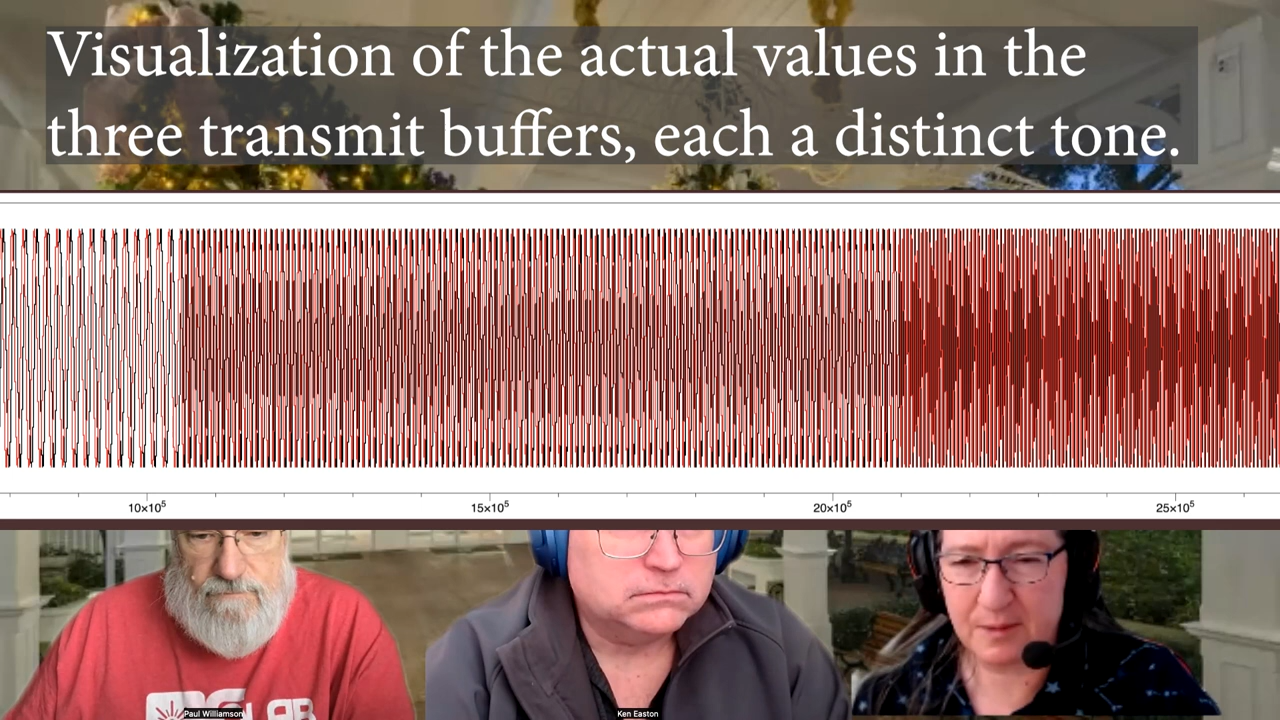 Visualization of the actual values in the
three transmit buffers, each a distinct tone.
10×10⁵ 15×10⁵ 20×10⁵ 25×10⁵
Paul Williamson
Ken Easton